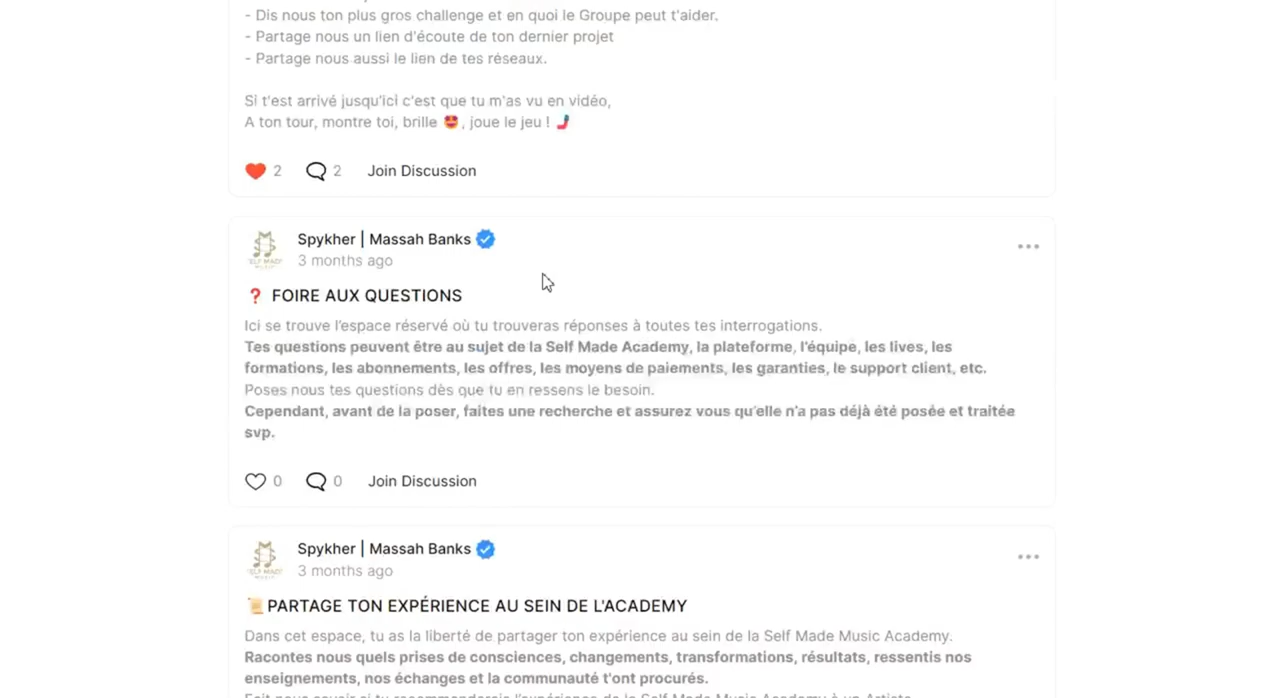 - Dis nous ton plus gros challenge et en quoi le Groupe peut t'aider.
- Partage nous un lien d'écoute de ton dernier projet
- Partage nous aussi le lien de tes réseaux.
Si t'est arrivé jusqu'ici c'est que tu m'as vu en vidéo,
A ton tour, montre toi, brille 🤩, joue le jeu ! 🤳
2 2 Join Discussion
Spykher | Massah Banks
3 months ago
❓ FOIRE AUX QUESTIONS
Ici se trouve l'espace réservé où tu trouveras réponses à toutes tes interrogations.
Tes questions peuvent être au sujet de la Self Made Academy, la plateforme, l'équipe, les lives, les
formations, les abonnements, les offres, les moyens de paiements, les garanties, le support client, etc.
Poses nous tes questions dès que tu en ressens le besoin.
Cependant, avant de la poser, faites une recherche et assurez vous qu'elle n'a pas déjà été posée et traitée
svp.
0 0 Join Discussion
Spykher | Massah Banks
3 months ago
📜PARTAGE TON EXPÉRIENCE AU SEIN DE L'ACADEMY
Dans cet espace, tu as la liberté de partager ton expérience au sein de la Self Made Music Academy.
Racontes nous quels prises de consciences, changements, transformations, résultats, ressentis nos
enseignements, nos échanges et la communauté t'ont procurés.